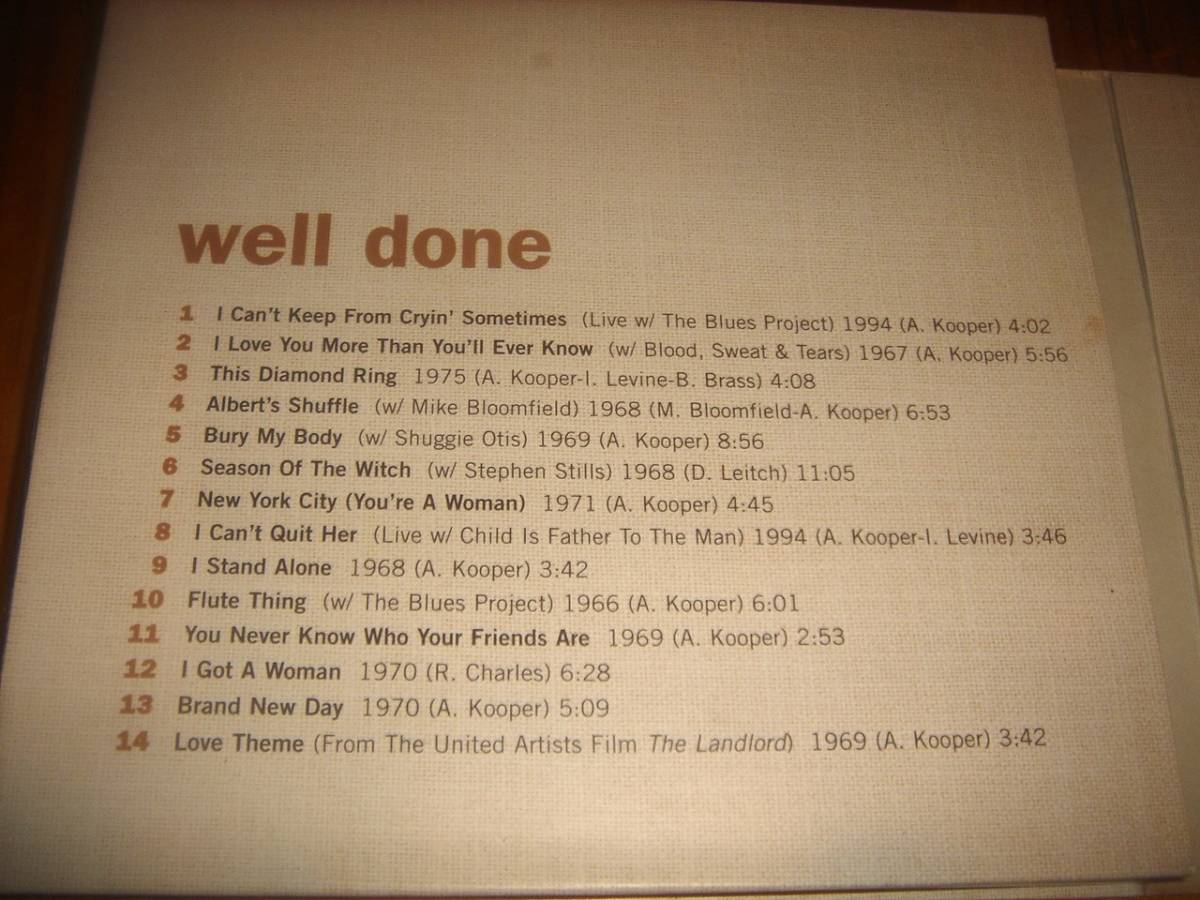 well done
1 I Can't Keep From Cryin' Sometimes (Live w/ The Blues Project) 1994 (A. Kooper) 4:02
2 I Love You More Than You'll Ever Know (w/ Blood, Sweat & Tears) 1967 (A. Kooper) 5:56
3 This Diamond Ring 1975 (A. Kooper-I. Levine-B. Brass) 4:08
4 Albert's Shuffle (w/ Mike Bloomfield) 1968 (M. Bloomfield-A. Kooper) 6:53
5 Bury My Body (w/ Shuggie Otis) 1969 (A. Kooper) 8:56
6 Season Of The Witch (w/ Stephen Stills) 1968 (D. Leitch) 11:05
7 New York City (You're A Woman) 1971 (A. Kooper) 4:45
8 I Can't Quit Her (Live w/ Child Is Father To The Man) 1994 (A. Kooper-I. Levine) 3:46
9 I Stand Alone 1968 (A. Kooper) 3:42
10 Flute Thing (w/ The Blues Project) 1966 (A. Kooper) 6:01
11 You Never Know Who Your Friends Are 1969 (A. Kooper) 2:53
12 I Got A Woman 1970 (R. Charles) 6:28
13 Brand New Day 1970 (A. Kooper) 5:09
14 Love Theme (From The United Artists Film The Landlord) 1969 (A. Kooper) 3:42